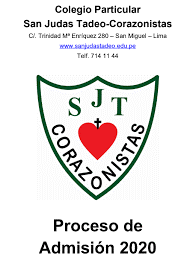 Colegio Particular
San Judas Tadeo-Corazonistas
C/. Trinidad Mª Enríquez 280 – San Miguel – Lima
www.sanjudastadeo.edu.pe
Telf. 714 11 44
SJT
CORAZONISTAS
Proceso de
Admisión 2020